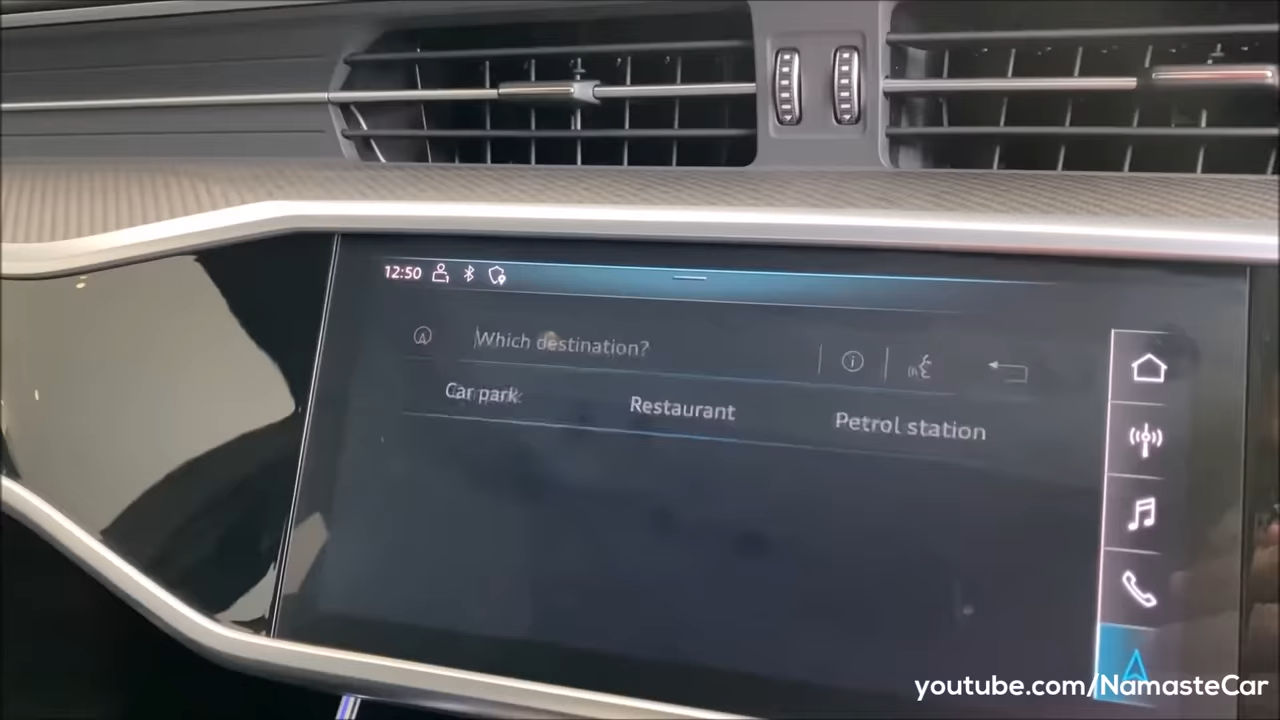 12:50
Which destination?
Car park
Restaurant
Petrol station
youtube.com/NamasteCar